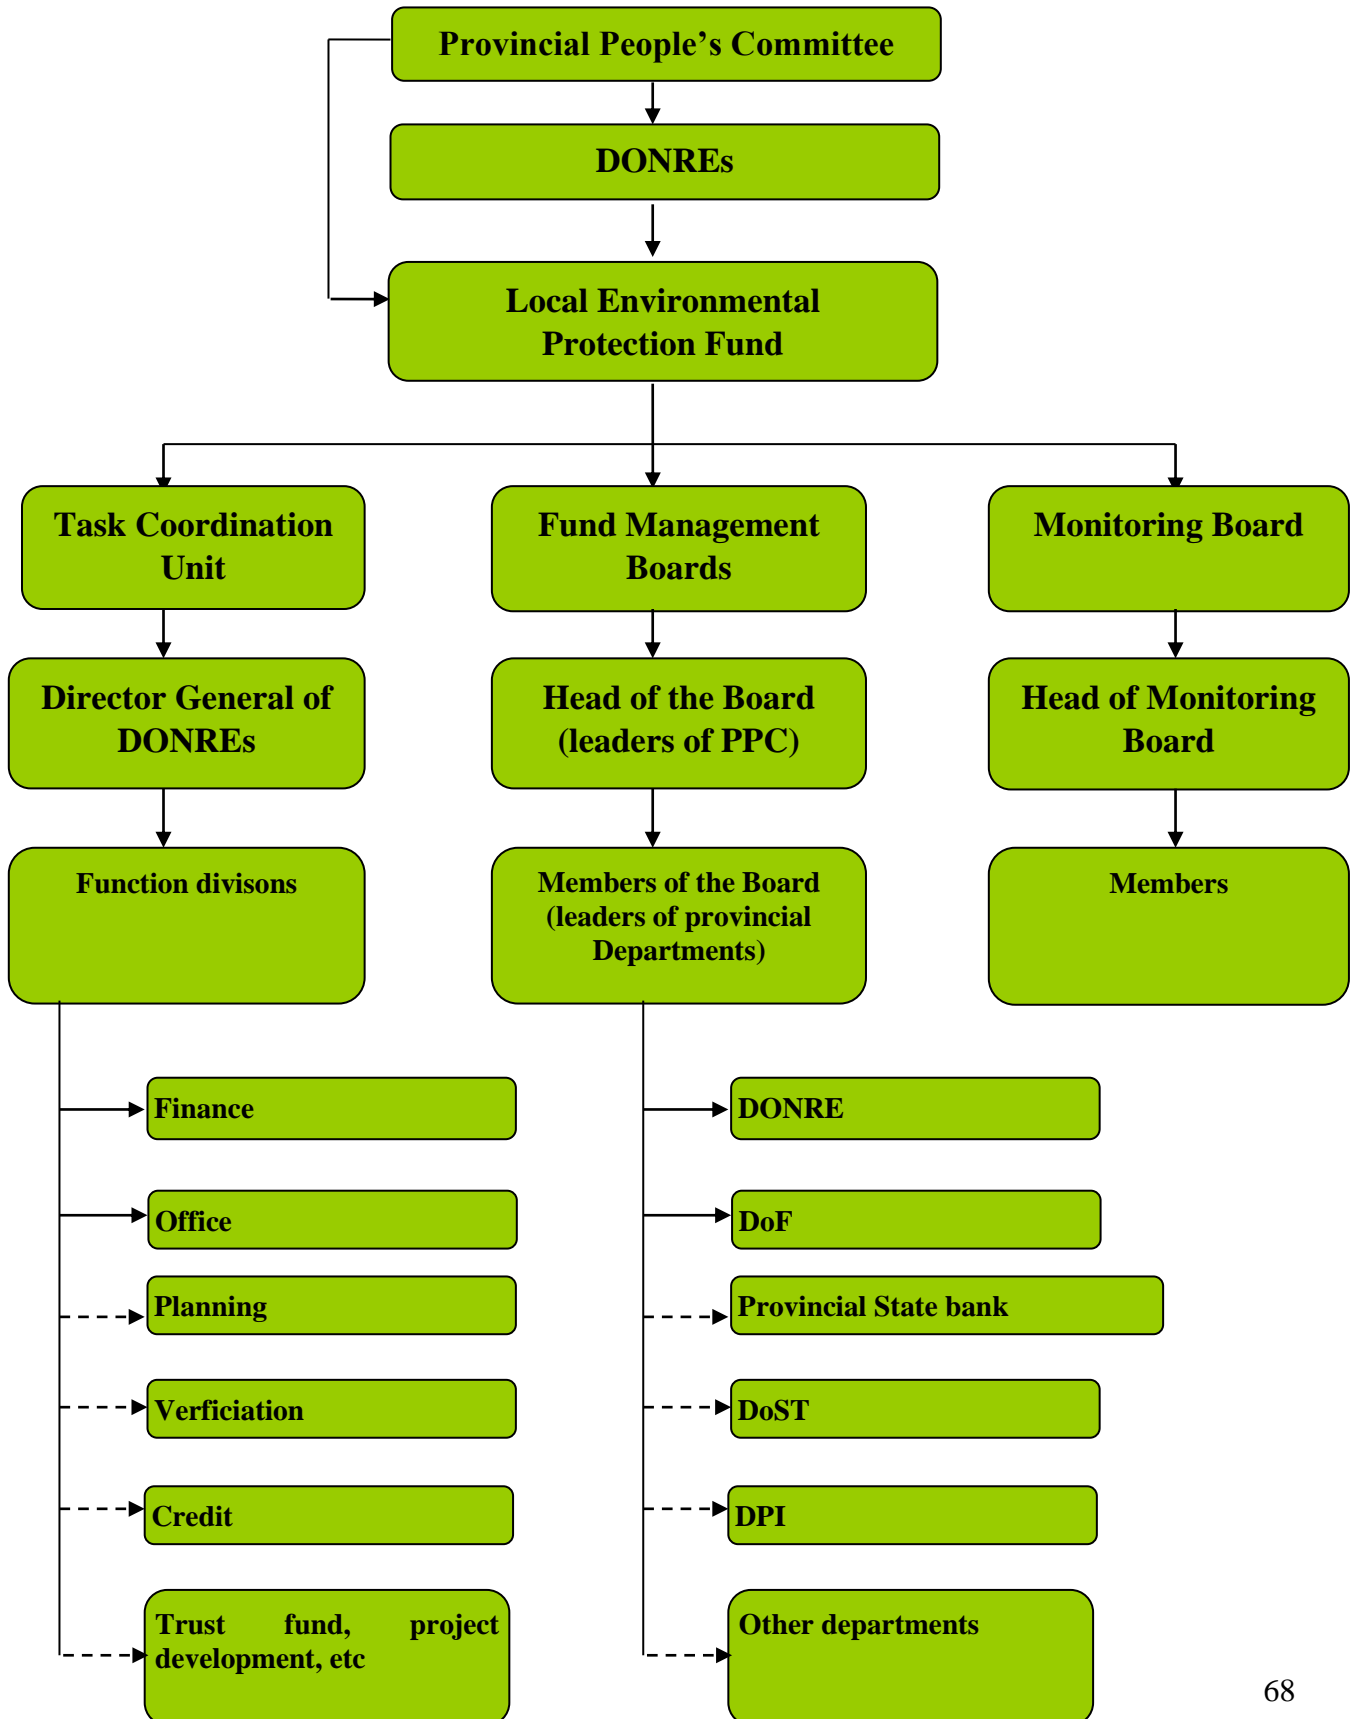 Provincial People’s Committee
DONREs
Local Environmental
Protection Fund
Task Coordination
Unit
Fund Management
Boards
Monitoring Board
Director General of
DONREs
Head of the Board
(leaders of PPC)
Head of Monitoring
Board
Function divisons
Members of the Board
(leaders of provincial
Departments)
Members
Finance
DONRE
Office
DoF
Planning
Provincial State bank
Verficiation
DoST
Credit
DPI
Trust fund, project
development, etc
Other departments
68